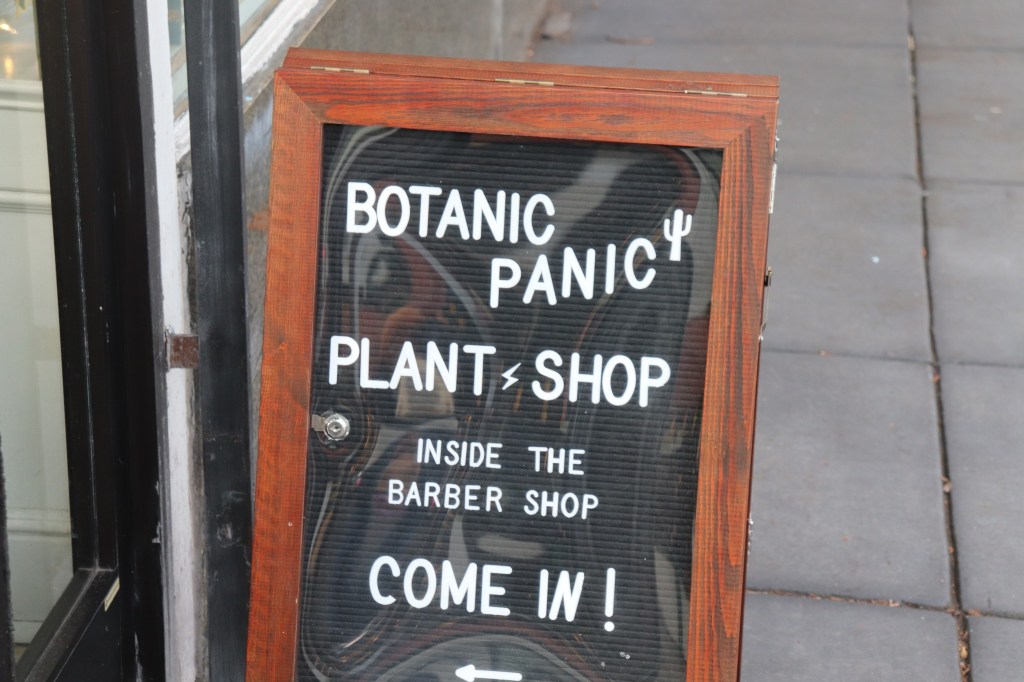 BOTANIC
PANIC
PLANT SHOP
INSIDE THE
BARBER SHOP
COME IN!